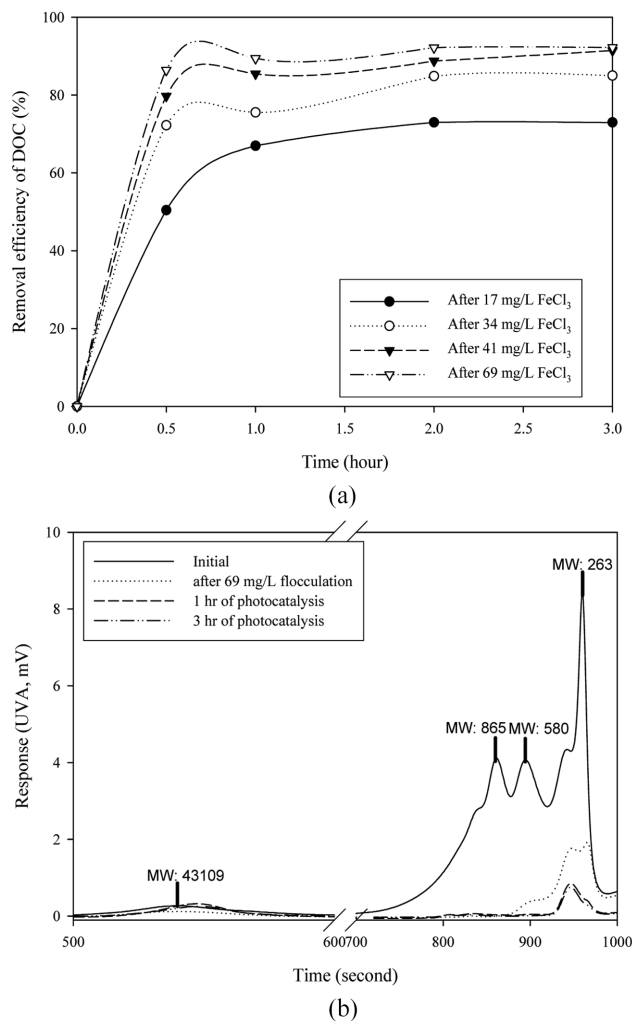 100
80
60
40
20
0
Removal efficiency of DOC (%)
After 17 mg/L FeCl₃
After 34 mg/L FeCl₃
After 41 mg/L FeCl₃
After 69 mg/L FeCl₃
0.0 0.5 1.0 1.5 2.0 2.5 3.0
Time (hour)
(a)
10
8
6
4
2
0
Response (UVA, mV)
Initial
after 69 mg/L flocculation
1 hr of photocatalysis
3 hr of photocatalysis
MW: 263
MW: 865 MW: 580
MW: 43109
500 600 700 800 900 1000
Time (second)
(b)